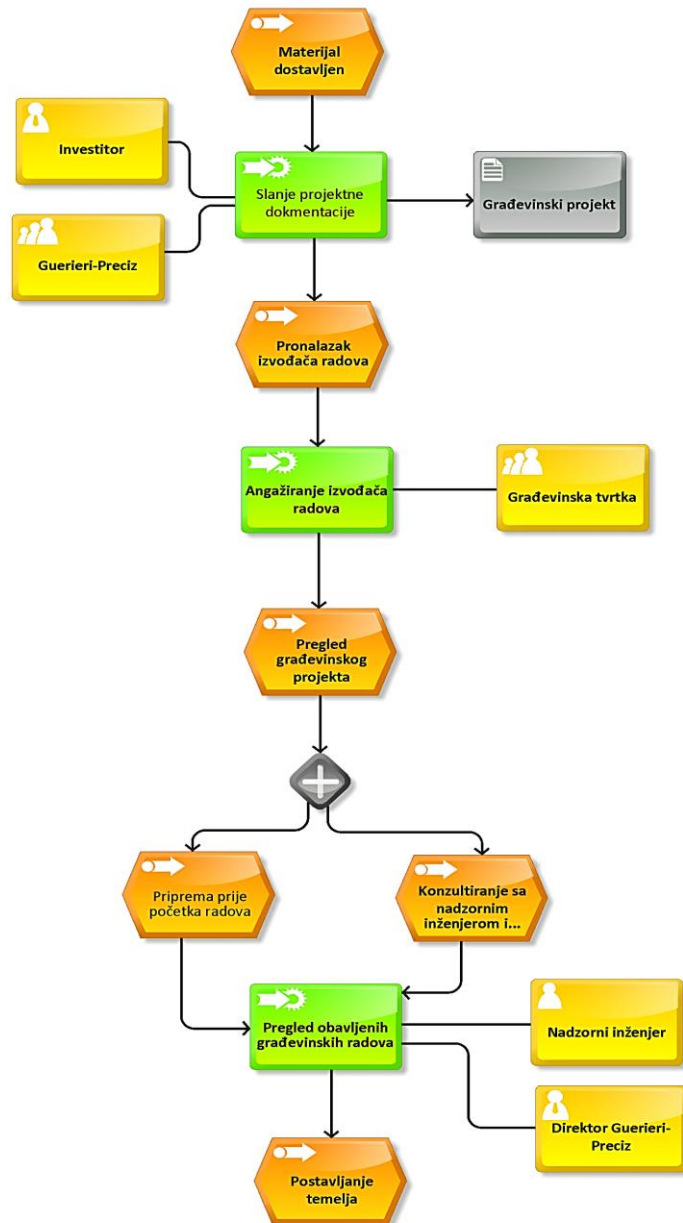 Materijal
dostavljen
Investitor
Slanje projektne
dokmentacije
Građevinski projekt
Guerieri-Preciz
Pronalazak
izvođača radova
Angažiranje izvođača
radova
Građevinska tvrtka
Pregled
građevinskog
projekta
Priprema prije
početka radova
Konzultiranje sa
nadzornim
inženjerom i...
Pregled obavljenih
građevinskih radova
Nadzorni inženjer
Direktor Guerieri-
Preciz
Postavljanje
temelja